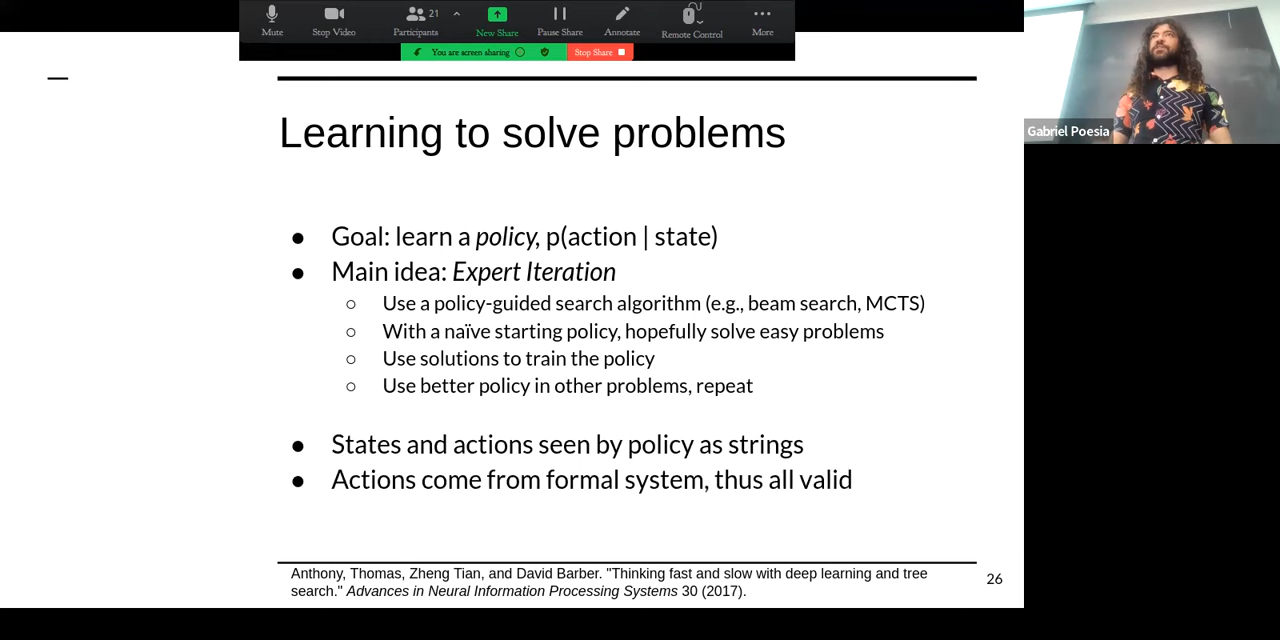 Mute
Stop Video
21
Participants
New Share
Pause Share
Annotate
Remote Control
More
You are screen sharing
Stop Share
Gabriel Poesia
Learning to solve problems
● Goal: learn a policy, p(action | state)
● Main idea: Expert Iteration
○ Use a policy-guided search algorithm (e.g., beam search, MCTS)
○ With a naïve starting policy, hopefully solve easy problems
○ Use solutions to train the policy
○ Use better policy in other problems, repeat
● States and actions seen by policy as strings
● Actions come from formal system, thus all valid
Anthony, Thomas, Zheng Tian, and David Barber. "Thinking fast and slow with deep learning and tree
search." Advances in Neural Information Processing Systems 30 (2017).
26